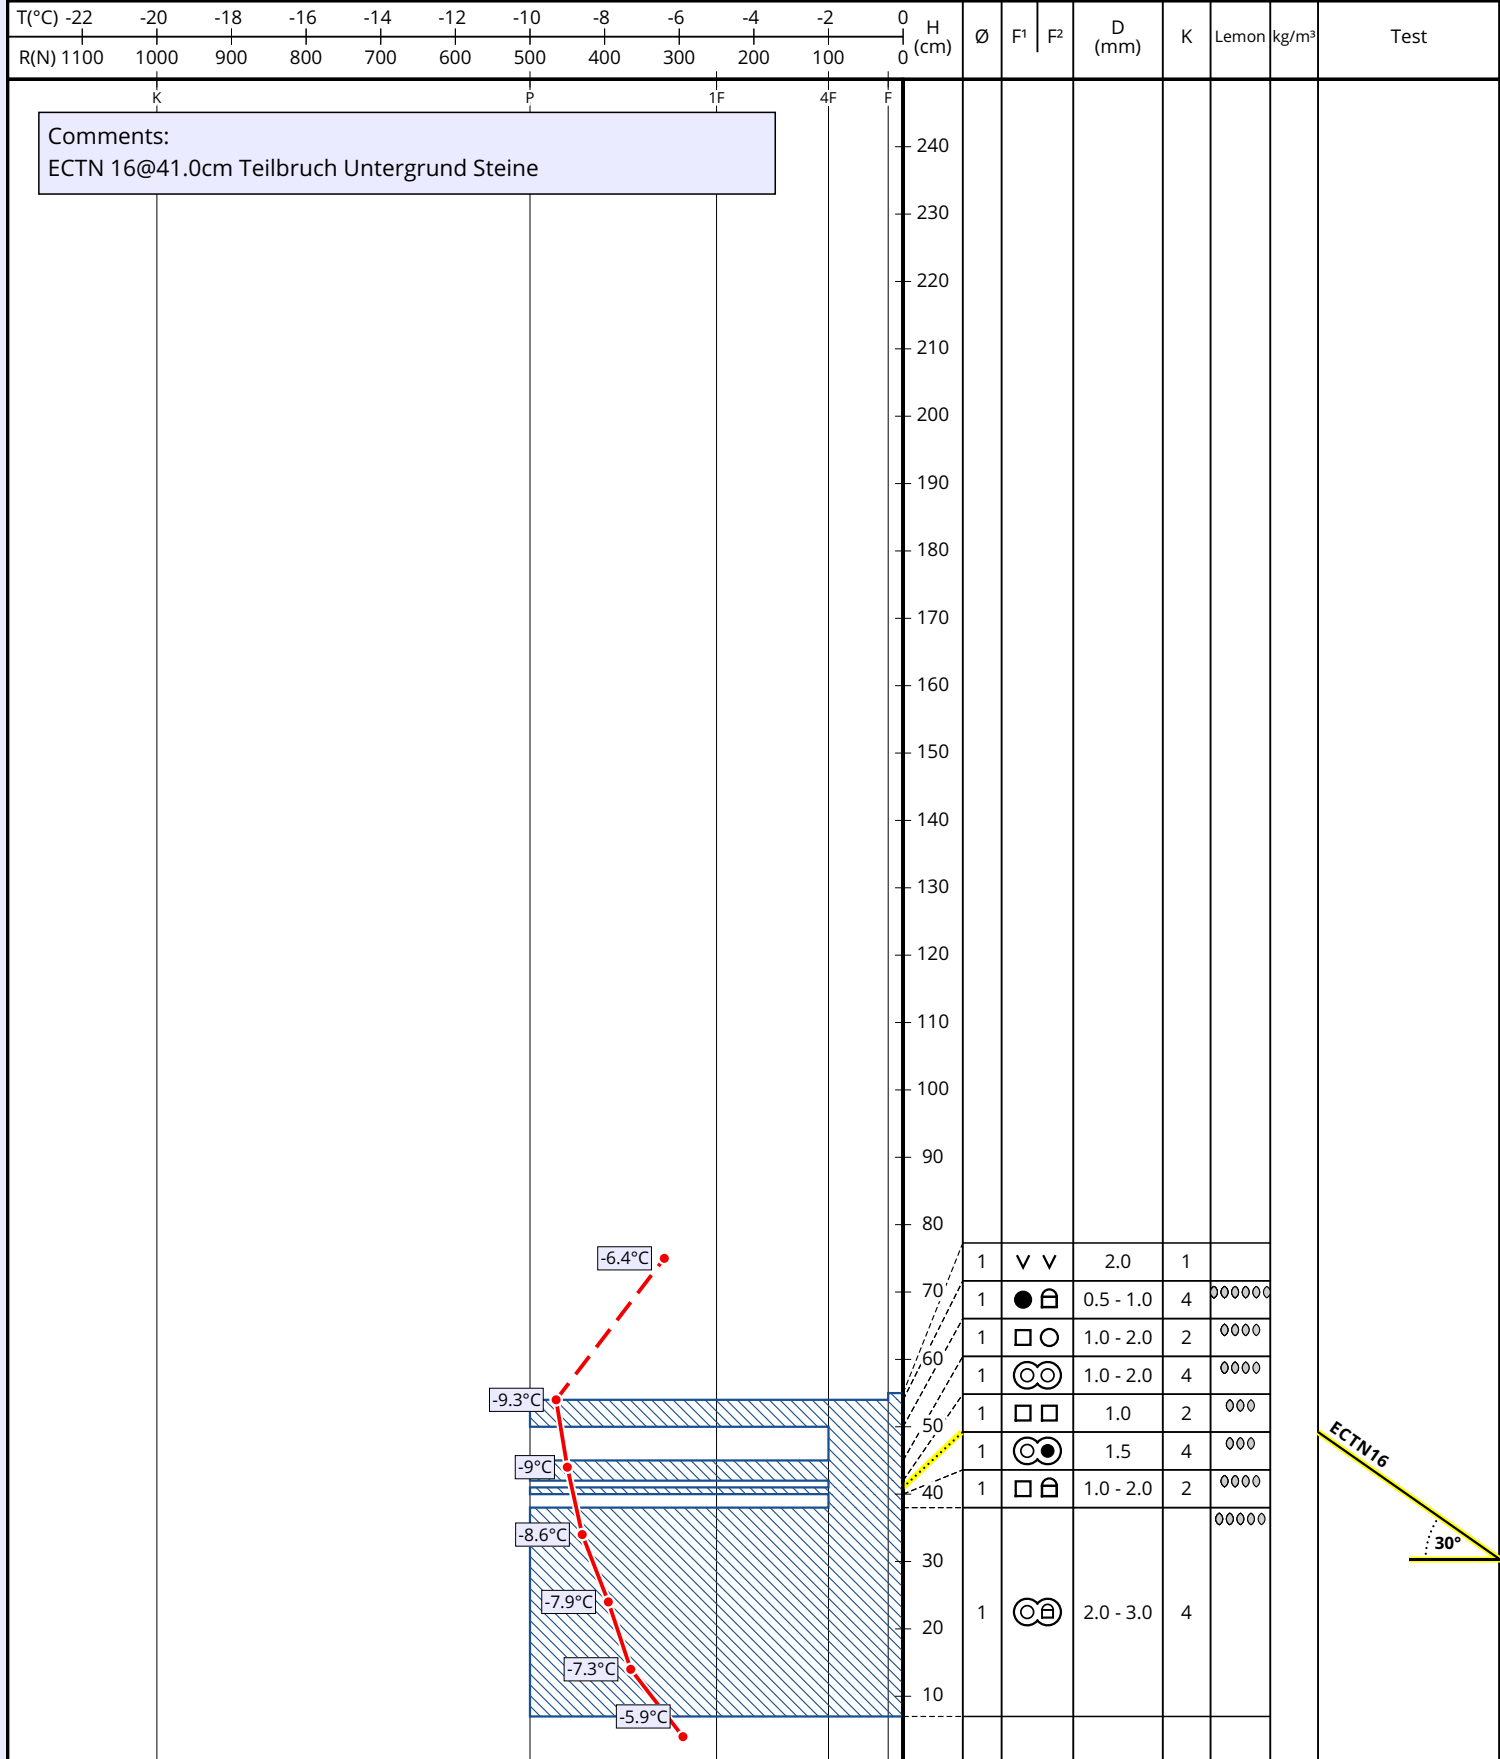 T(°C) -22 -20 -18 -16 -14 -12 -10 -8 -6 -4 -2 0
R(N) 1100 1000 900 800 700 600 500 400 300 200 100 0
H (cm) Ø F¹ F² D (mm) K Lemon kg/m³ Test
K P 1F 4F F
Comments:
ECTN 16@41.0cm Teilbruch Untergrund Steine
240
230
220
210
200
190
180
170
160
150
140
130
120
110
100
90
80
-6.4°C
1 2.0 1
70
1 0.5 - 1.0 4
1 1.0 - 2.0 2
60
1 1.0 - 2.0 4
-9.3°C
1 1.0 2
50
ECTN16
1 1.5 4
-9°C
1 1.0 - 2.0 2
40
-8.6°C
30°
30
-7.9°C
1 2.0 - 3.0 4
20
-7.3°C
10
-5.9°C